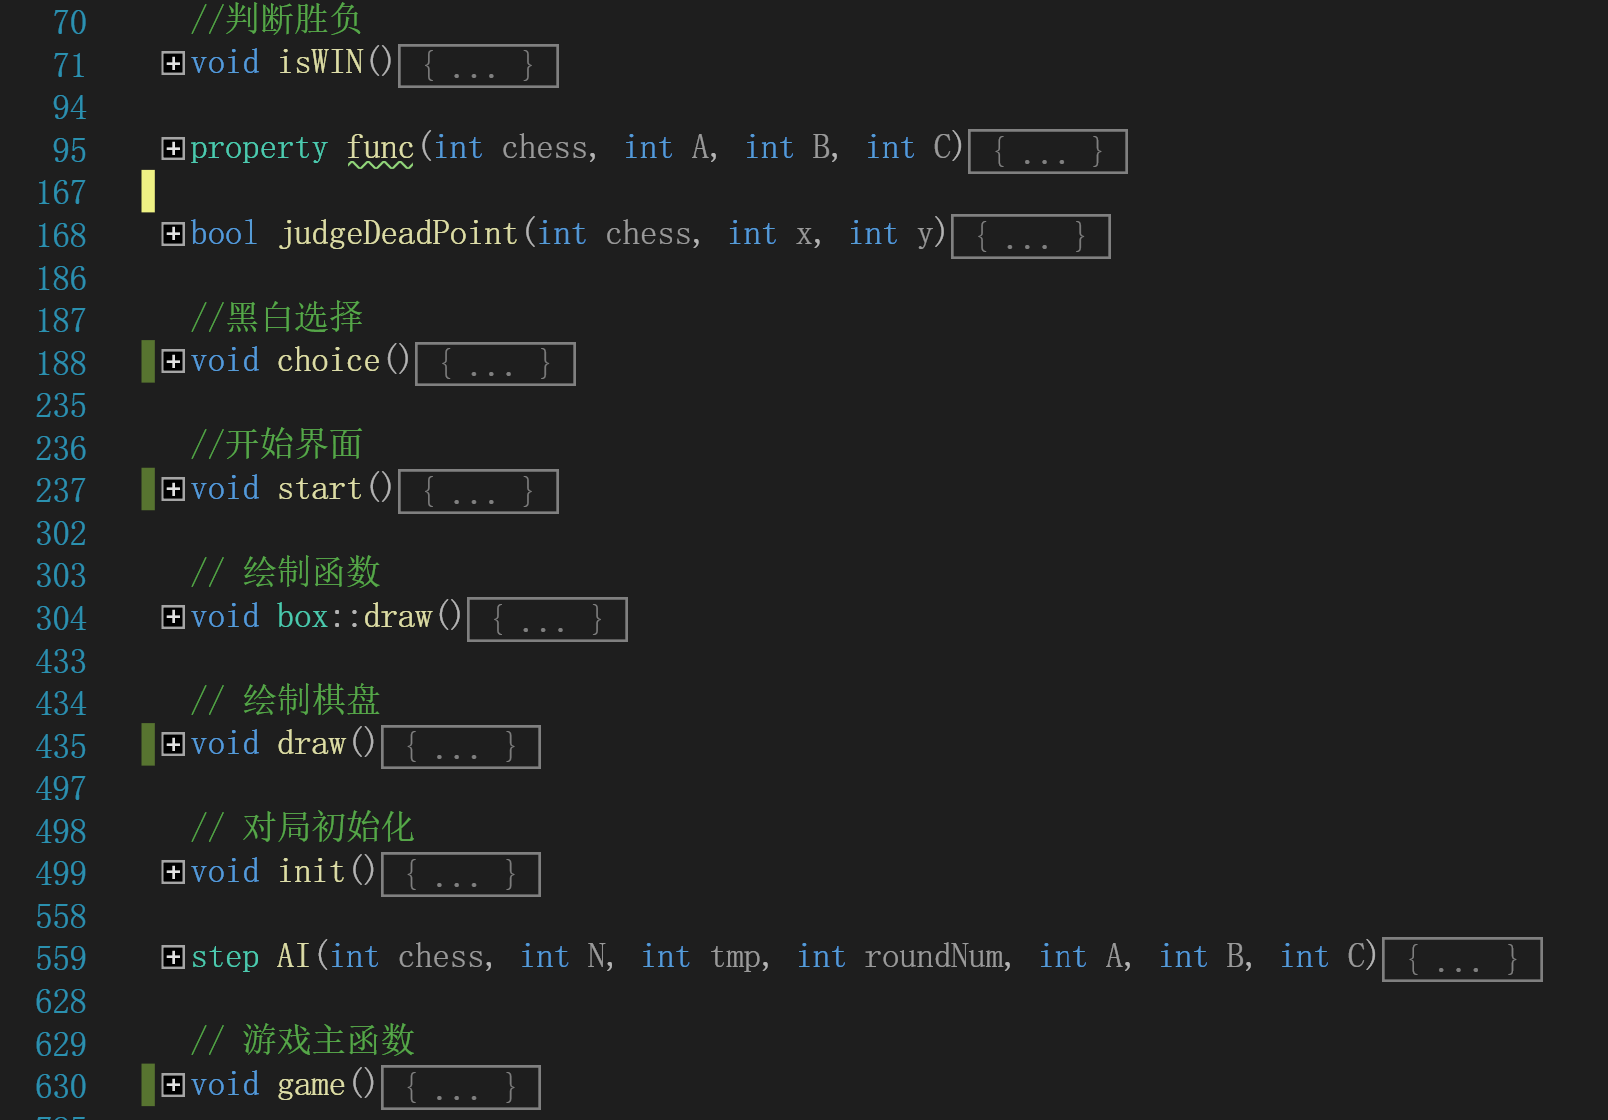 70 //判断胜负
71 void isWIN(){ ... }
94
95 property func(int chess, int A, int B, int C){ ... }
167
168 bool judgeDeadPoint(int chess, int x, int y){ ... }
186
187 //黑白选择
188 void choice(){ ... }
235
236 //开始界面
237 void start(){ ... }
302
303 // 绘制函数
304 void box::draw(){ ... }
433
434 // 绘制棋盘
435 void draw(){ ... }
497
498 // 对局初始化
499 void init(){ ... }
558
559 step AI(int chess, int N, int tmp, int roundNum, int A, int B, int C){ ... }
628
629 // 游戏主函数
630 void game(){ ... }